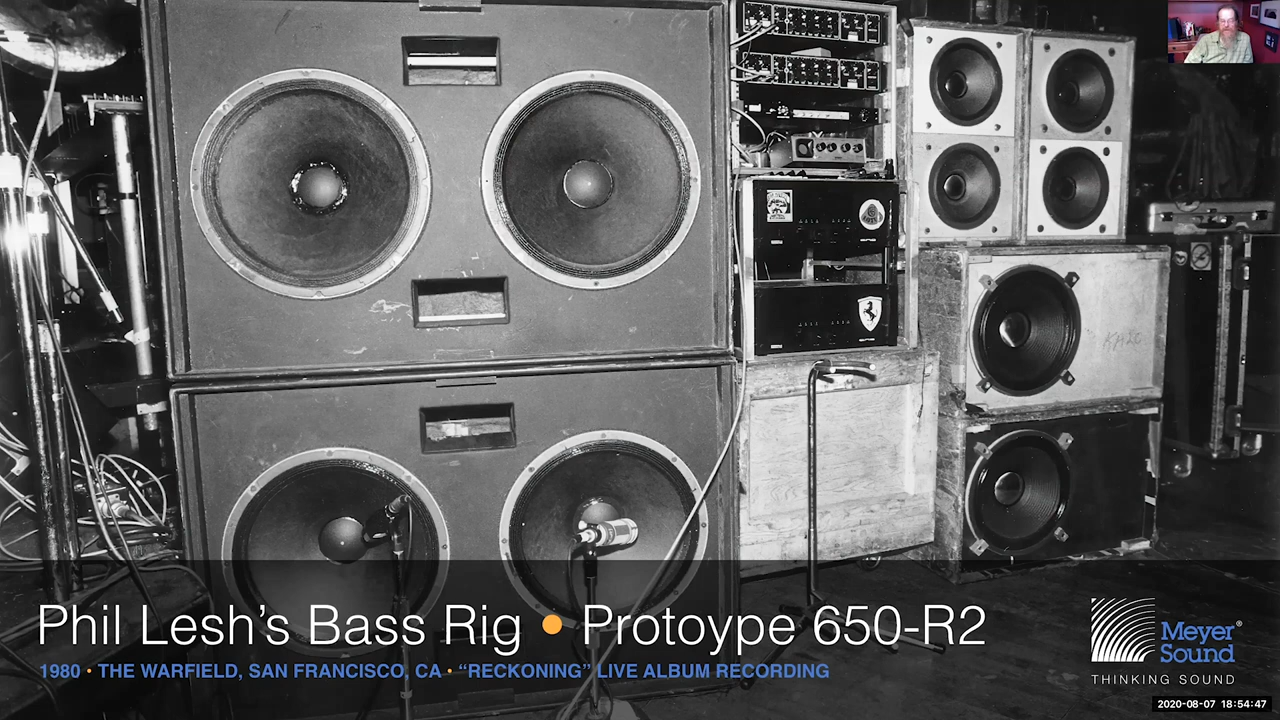 KALE
Phil Lesh's Bass Rig • Protoype 650-R2
1980 • THE WARFIELD, SAN FRANCISCO, CA • “RECKONING” LIVE ALBUM RECORDING
Meyer®
Sound
THINKING SOUND
2020-08-07 18:54:47